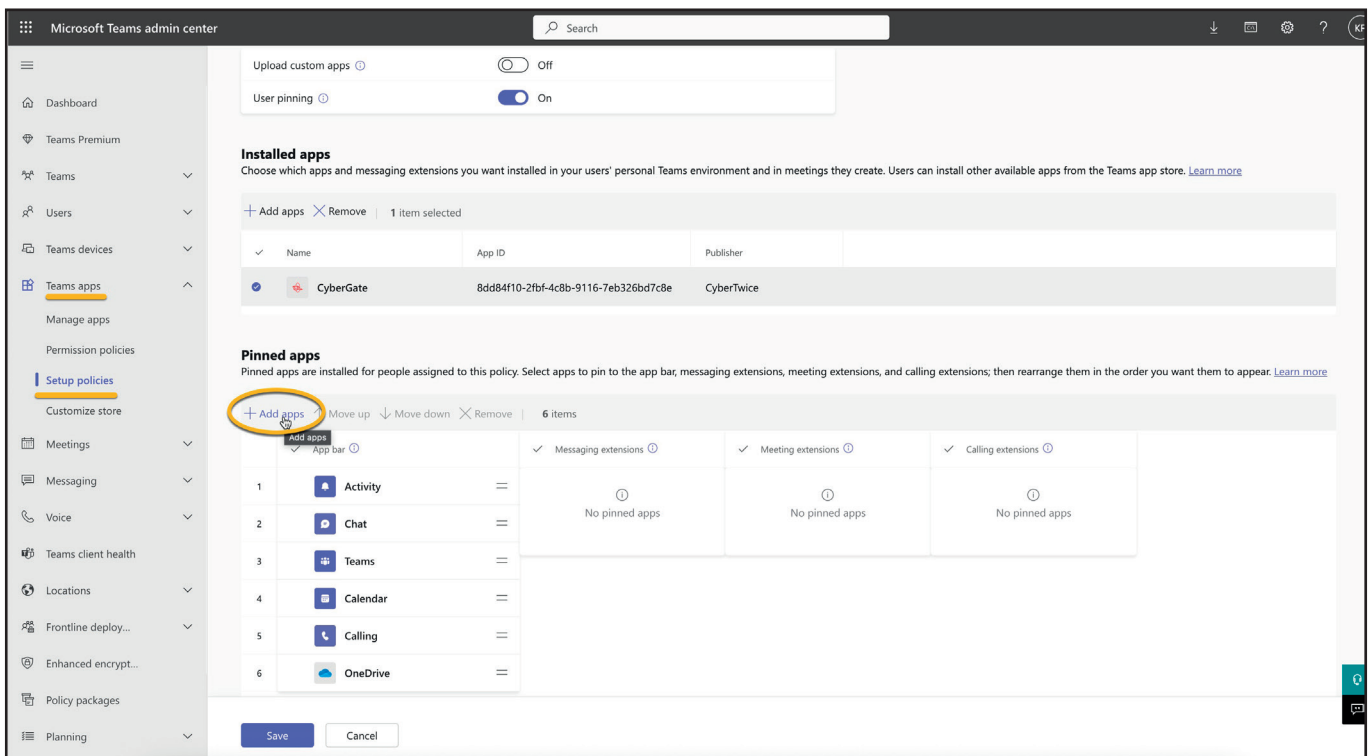 Microsoft Teams admin center
Search
KF
Dashboard
Teams Premium
Teams
Users
Teams devices
Teams apps
Manage apps
Permission policies
Setup policies
Customize store
Meetings
Messaging
Voice
Teams client health
Locations
Frontline deploy...
Enhanced encrypt...
Policy packages
Planning
Upload custom apps Off
User pinning On
Installed apps
Choose which apps and messaging extensions you want installed in your users' personal Teams environment and in meetings they create. Users can install other available apps from the Teams app store. Learn more
Add apps Remove 1 item selected
Name App ID Publisher
CyberGate 8dd84f10-2fbf-4c8b-9116-7eb326bd7c8e CyberTwice
Pinned apps
Pinned apps are installed for people assigned to this policy. Select apps to pin to the app bar, messaging extensions, meeting extensions, and calling extensions; then rearrange them in the order you want them to appear. Learn more
Add apps Move up Move down Remove 6 items
Add apps
App bar Messaging extensions Meeting extensions Calling extensions
1 Activity
No pinned apps No pinned apps No pinned apps
2 Chat
3 Teams
4 Calendar
5 Calling
6 OneDrive
Save Cancel